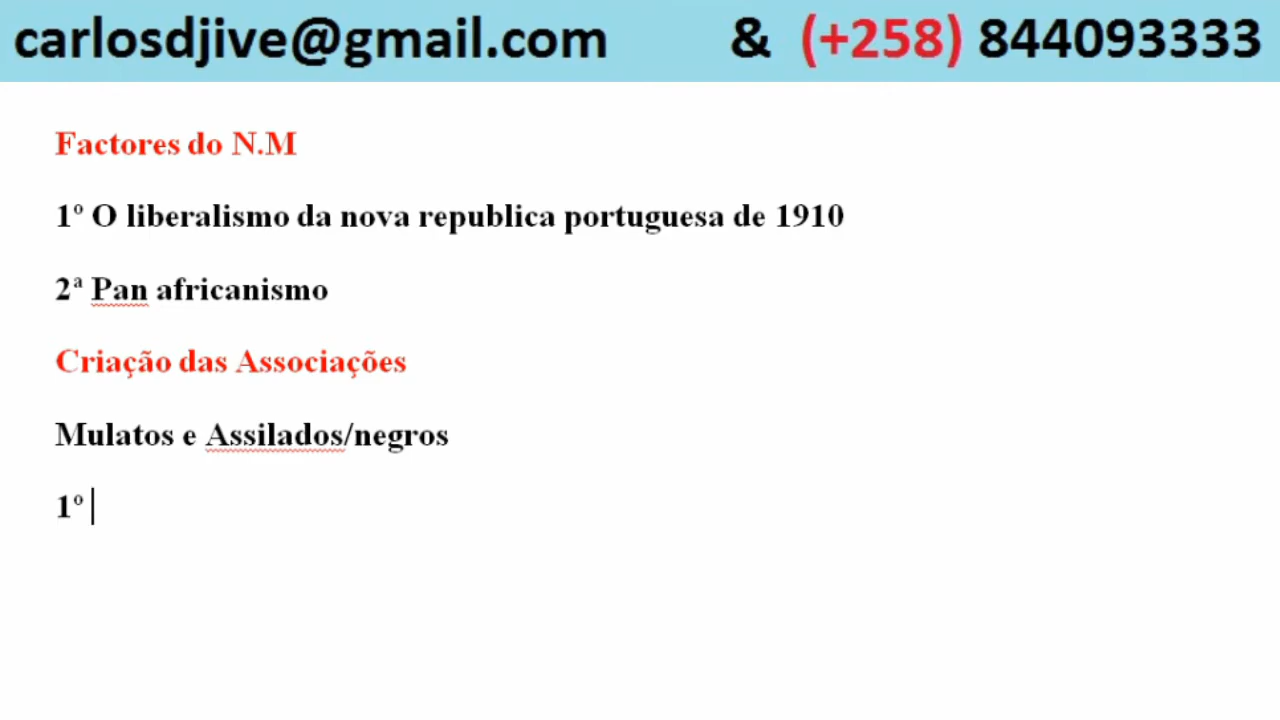 carlosdjive@gmail.com & (+258) 844093333
Factores do N.M
1º O liberalismo da nova republica portuguesa de 1910
2ª Pan africanismo
Criação das Associações
Mulatos e Assilados/negros
1º